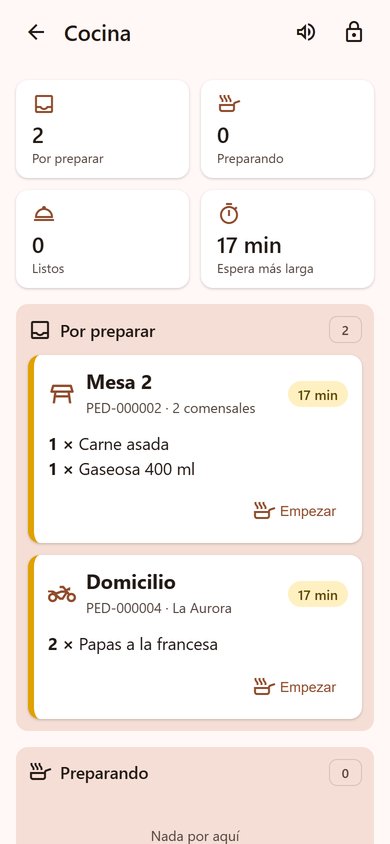 Cocina
2
Por preparar
0
Preparando
0
Listos
17 min
Espera más larga
Por preparar
2
Mesa 2
PED-000002 · 2 comensales
17 min
1 × Carne asada
1 × Gaseosa 400 ml
Empezar
Domicilio
PED-000004 · La Aurora
17 min
2 × Papas a la francesa
Empezar
Preparando
0
Nada por aquí